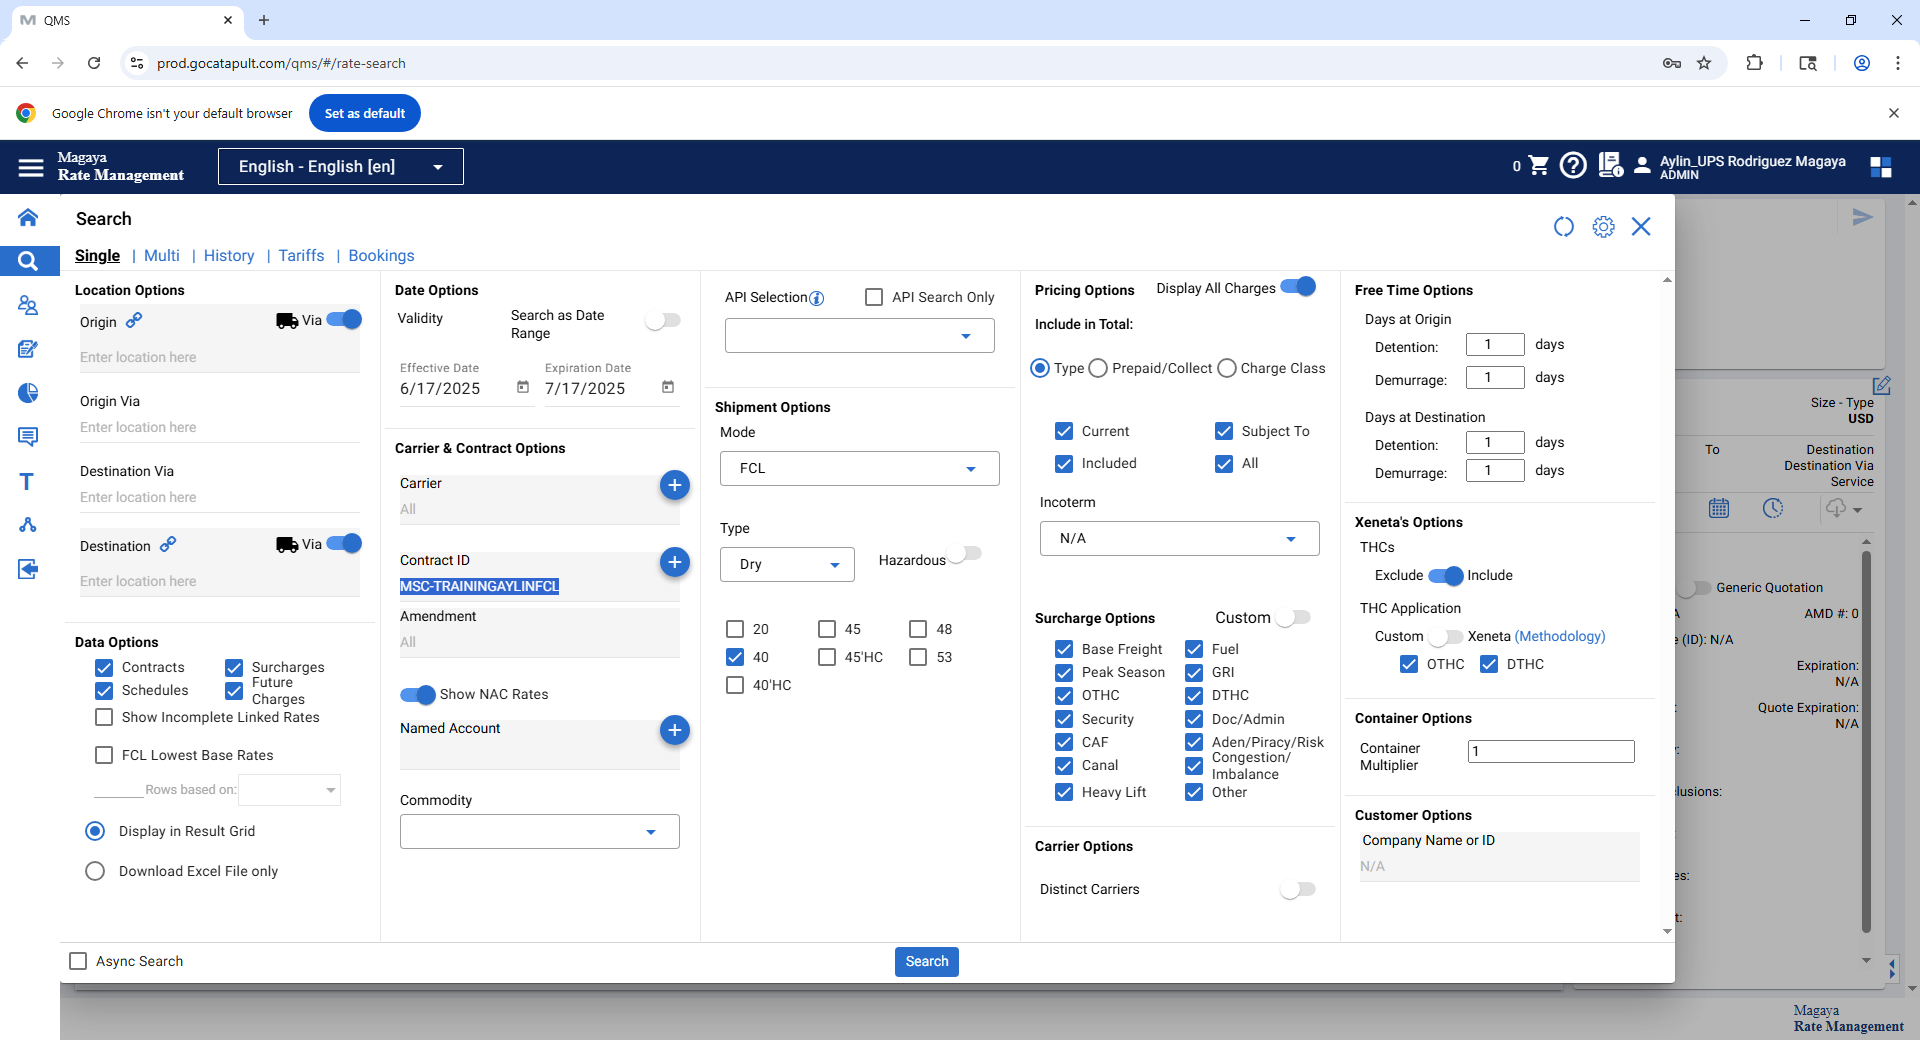 QMS
prod.gocatapult.com/qms/#/rate-search
Google Chrome isn't your default browser
Set as default
Magaya
Rate Management
English - English [en]
0
Aylin_UPS Rodriguez Magaya
ADMIN
Search
Single | Multi | History | Tariffs | Bookings
Location Options
Origin
Via
Enter location here
Origin Via
Enter location here
Destination Via
Enter location here
Destination
Via
Enter location here
Data Options
Contracts
Surcharges
Schedules
Future
Charges
Show Incomplete Linked Rates
FCL Lowest Base Rates
Rows based on:
Display in Result Grid
Download Excel File only
Date Options
Validity
Search as Date
Range
Effective Date
Expiration Date
6/17/2025
7/17/2025
Carrier & Contract Options
Carrier
All
Contract ID
MSC-TRAININGAYLINFCL
Amendment
All
Show NAC Rates
Named Account
Commodity
API Selection
API Search Only
Shipment Options
Mode
FCL
Type
Dry
Hazardous
20
45
48
40
45'HC
53
40'HC
Pricing Options
Display All Charges
Include in Total:
Type
Prepaid/Collect
Charge Class
Current
Subject To
Included
All
Incoterm
N/A
Surcharge Options
Custom
Base Freight
Fuel
Peak Season
GRI
OTHC
DTHC
Security
Doc/Admin
CAF
Aden/Piracy/Risk
Canal
Congestion/
Imbalance
Heavy Lift
Other
Carrier Options
Distinct Carriers
Free Time Options
Days at Origin
Detention: 1 days
Demurrage: 1 days
Days at Destination
Detention: 1 days
Demurrage: 1 days
Xeneta's Options
THCs
Exclude
Include
THC Application
Custom
Xeneta (Methodology)
OTHC
DTHC
Container Options
Container
Multiplier
1
Customer Options
Company Name or ID
N/A
Async Search
Search
Size - Type
USD
To
Destination
Destination Via
Service
Generic Quotation
AMD #: 0
(ID): N/A
Expiration:
N/A
Quote Expiration:
N/A
lusions:
es:
t:
Magaya
Rate Management